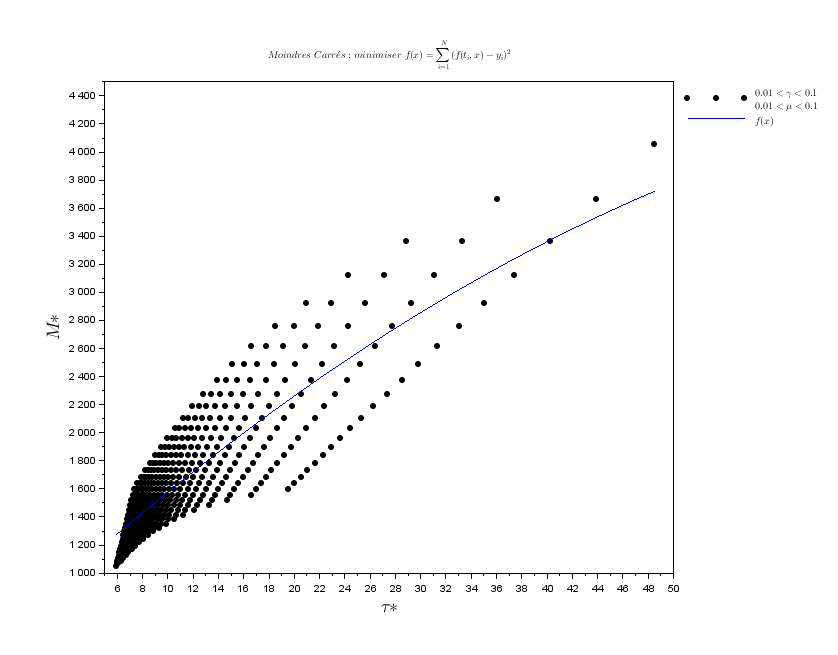 Moindres Carrés : minimiser f(x) = ∑_{i=1}^{N} (f(t_i, x) − y_i)²
0.01 < γ < 0.1
0.01 < μ < 0.1
f(x)
4 400
4 200
4 000
3 800
3 600
3 400
3 200
3 000
2 800
2 600
2 400
2 200
2 000
1 800
1 600
1 400
1 200
1 000
M*
6 8 10 12 14 16 18 20 22 24 26 28 30 32 34 36 38 40 42 44 46 48 50
τ*